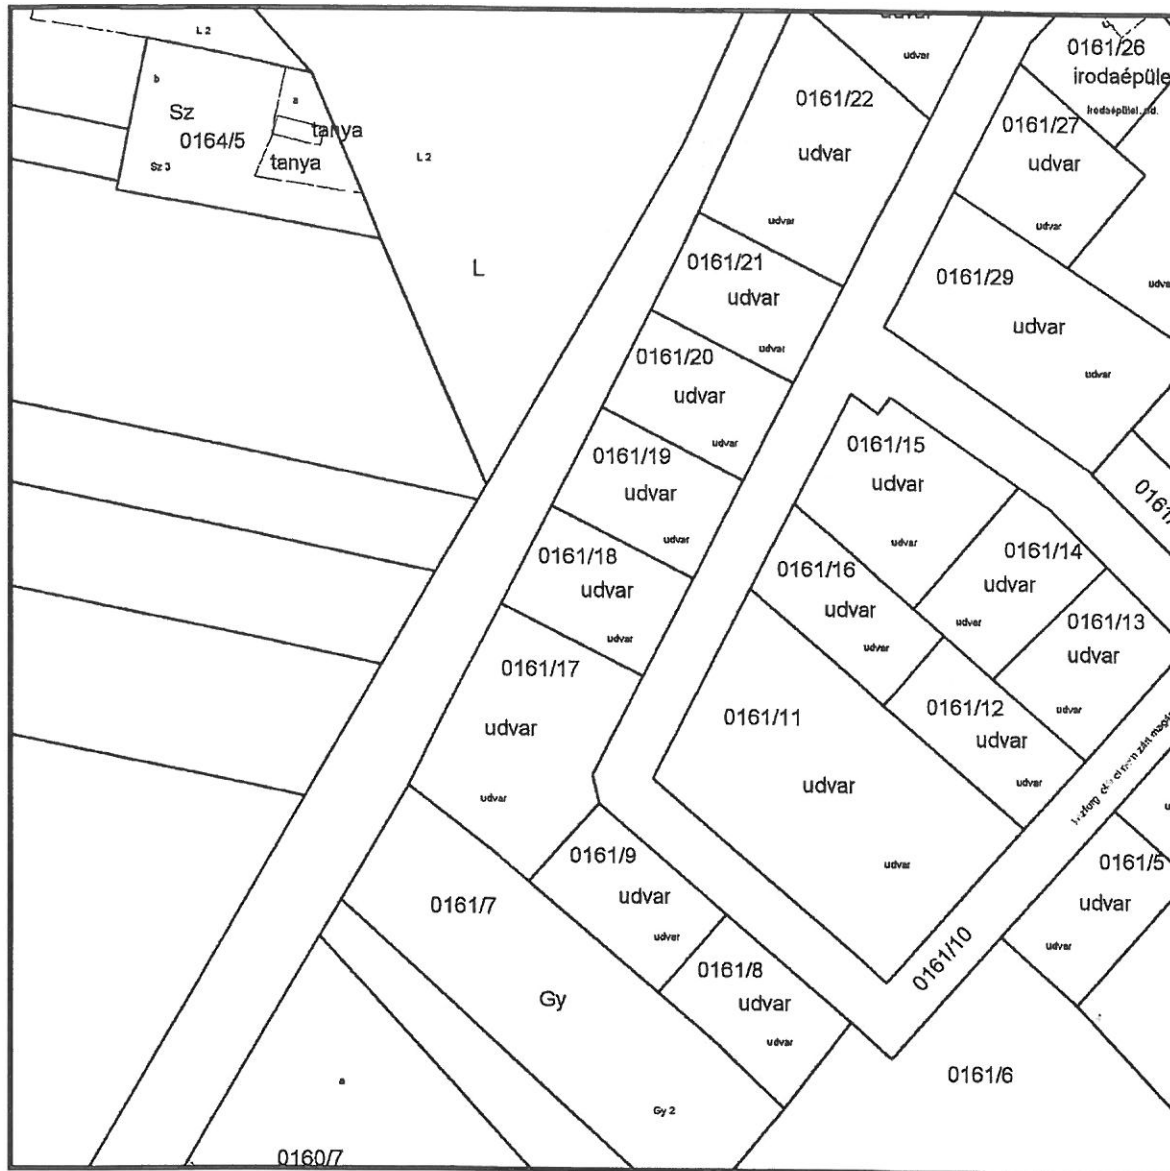 L 2
b
Sz
0164/5
Sz 3
a
tanya
tanya
L 2
L
udvar
udvar
0161/22
udvar
udvar
0161/26
irodaépüle
0161/27
udvar
udvar
0161/21
udvar
udvar
0161/29
udvar
udvar
udva
0161/20
udvar
udvar
0161/19
udvar
udvar
0161/15
udvar
udvar
0161/
0161/18
udvar
udvar
0161/16
udvar
udvar
0161/14
udvar
udvar
0161/13
udvar
udvar
0161/17
udvar
udvar
0161/11
udvar
udvar
0161/12
udvar
udvar
0161/9
udvar
udvar
0161/5
udvar
udvar
u
0161/7
Gy
Gy 2
0161/8
udvar
udvar
0161/10
0161/6
a
0160/7